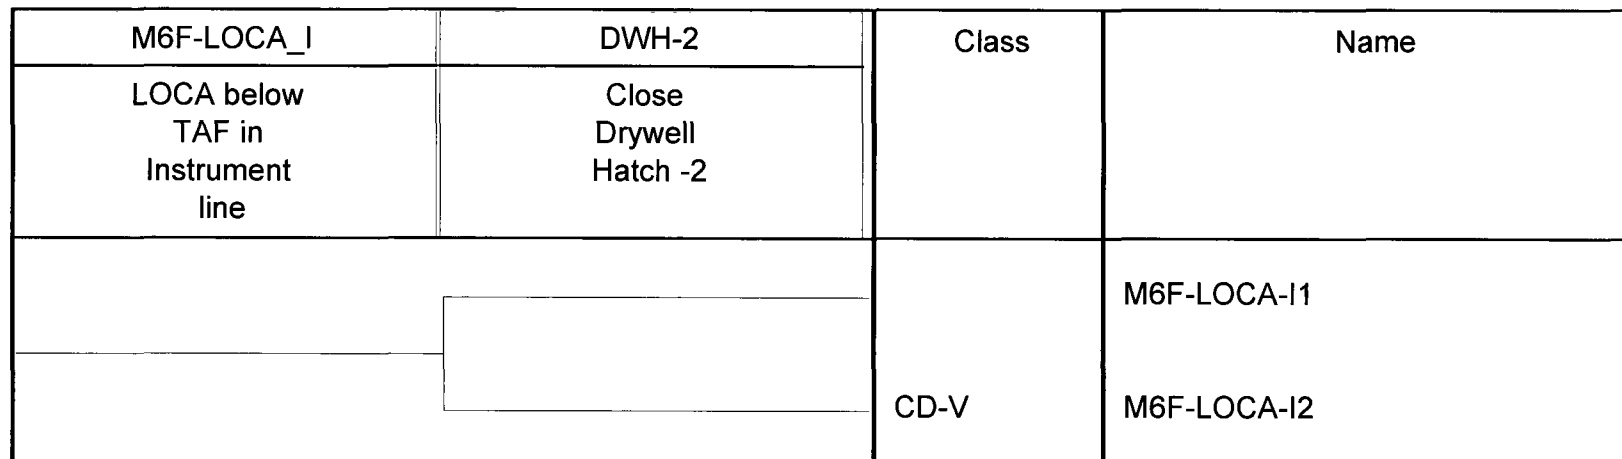 M6F-LOCA_I
DWH-2
Class
Name
LOCA below
TAF in
Instrument
line
Close
Drywell
Hatch -2
M6F-LOCA-I1
CD-V
M6F-LOCA-I2